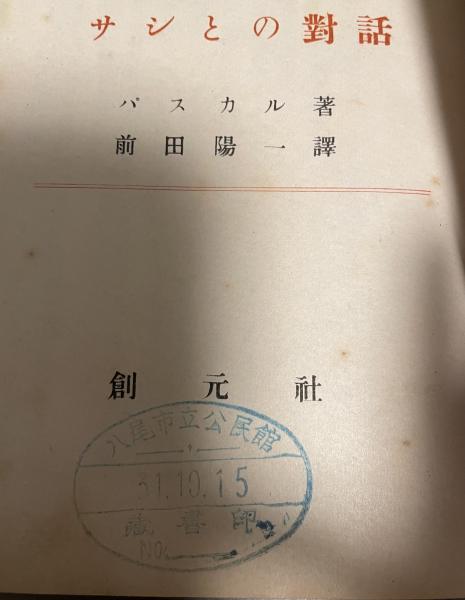 サシとの對話
パスカル著
前田陽一譯
創元社
八尾市立公民館
31.10.15
藏書印
No.